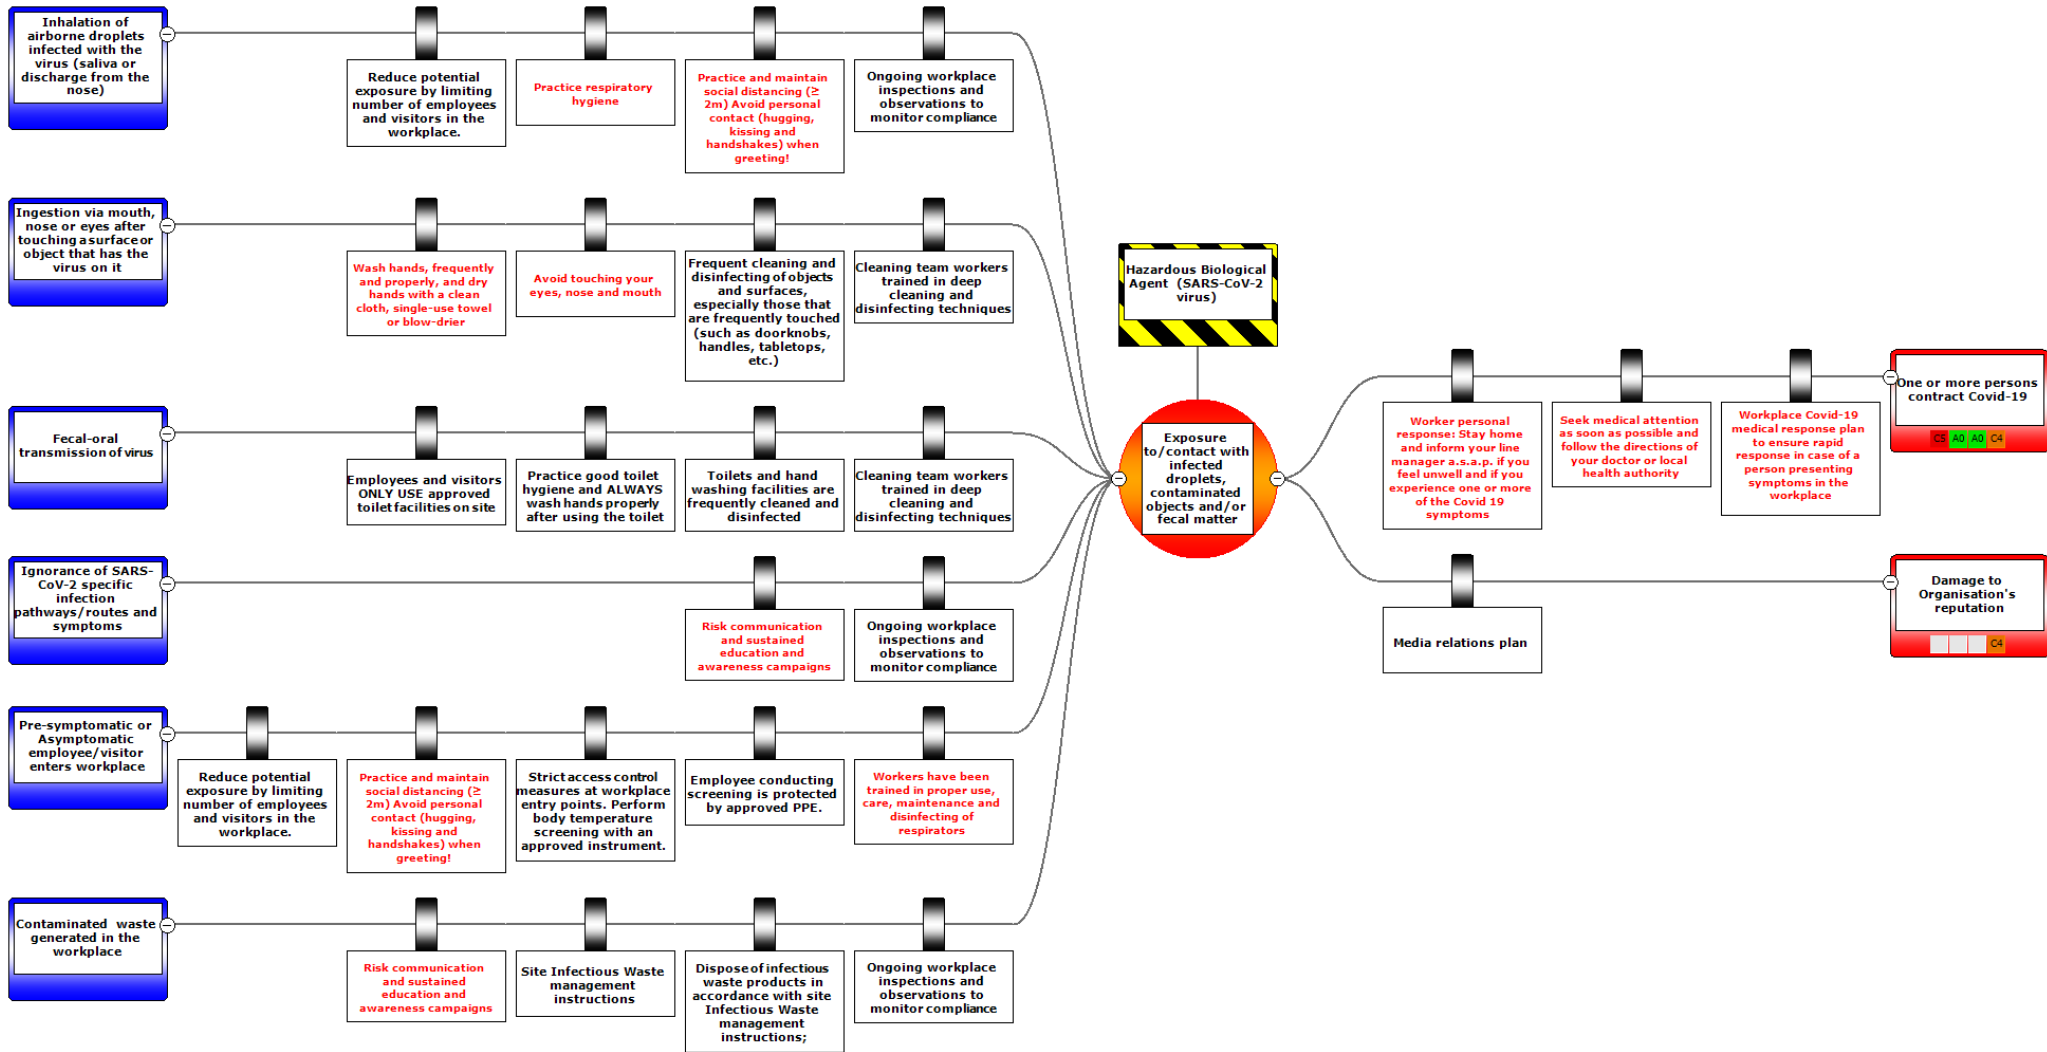 Inhalation of
airborne droplets
infected with the
virus (saliva or
discharge from the
nose)
Reduce potential
exposure by limiting
number of employees
and visitors in the
workplace.
Practice respiratory
hygiene
Practice and maintain
social distancing (≥
2m) Avoid personal
contact (hugging,
kissing and
handshakes) when
greeting!
Ongoing workplace
inspections and
observations to
monitor compliance
Ingestion via mouth,
nose or eyes after
touching a surface or
object that has the
virus on it
Wash hands, frequently
and properly, and dry
hands with a clean
cloth, single-use towel
or blow-drier
Avoid touching your
eyes, nose and mouth
Frequent cleaning and
disinfecting of objects
and surfaces,
especially those that
are frequently touched
(such as doorknobs,
handles, tabletops,
etc.)
Cleaning team workers
trained in deep
cleaning and
disinfecting techniques
Fecal-oral
transmission of virus
Employees and visitors
ONLY USE approved
toilet facilities on site
Practice good toilet
hygiene and ALWAYS
wash hands properly
after using the toilet
Toilets and hand
washing facilities are
frequently cleaned and
disinfected
Cleaning team workers
trained in deep
cleaning and
disinfecting techniques
Ignorance of SARS-
CoV-2 specific
infection
pathways/routes and
symptoms
Risk communication
and sustained
education and
awareness campaigns
Ongoing workplace
inspections and
observations to
monitor compliance
Pre-symptomatic or
Asymptomatic
employee/visitor
enters workplace
Reduce potential
exposure by limiting
number of employees
and visitors in the
workplace.
Practice and maintain
social distancing (≥
2m) Avoid personal
contact (hugging,
kissing and
handshakes) when
greeting!
Strict access control
measures at workplace
entry points. Perform
body temperature
screening with an
approved instrument.
Employee conducting
screening is protected
by approved PPE.
Workers have been
trained in proper use,
care, maintenance and
disinfecting of
respirators
Contaminated waste
generated in the
workplace
Risk communication
and sustained
education and
awareness campaigns
Site Infectious Waste
management
instructions
Dispose of infectious
waste products in
accordance with site
Infectious Waste
management
instructions;
Ongoing workplace
inspections and
observations to
monitor compliance
Hazardous Biological
Agent (SARS-CoV-2
virus)
Exposure
to/contact with
infected
droplets,
contaminated
objects and/or
fecal matter
Worker personal
response: Stay home
and inform your line
manager a.s.a.p. if you
feel unwell and if you
experience one or more
of the Covid 19
symptoms
Seek medical attention
as soon as possible and
follow the directions of
your doctor or local
health authority
Workplace Covid-19
medical response plan
to ensure rapid
response in case of a
person presenting
symptoms in the
workplace
One or more persons
contract Covid-19
C5 A0 A0 C4
Media relations plan
Damage to
Organisation's
reputation
C4